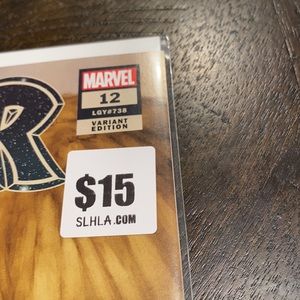 MARVEL
12
LGY#738
VARIANT
EDITION
R
$15
SLHLA.COM